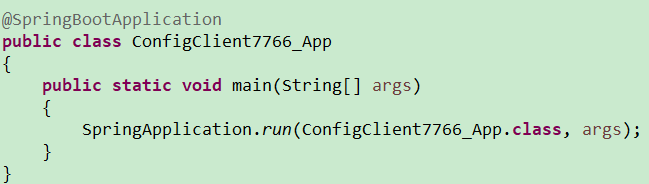 @SpringBootApplication
public class ConfigClient7766_App
{
    public static void main(String[] args)
    {
        SpringApplication.run(ConfigClient7766_App.class, args);
    }
}